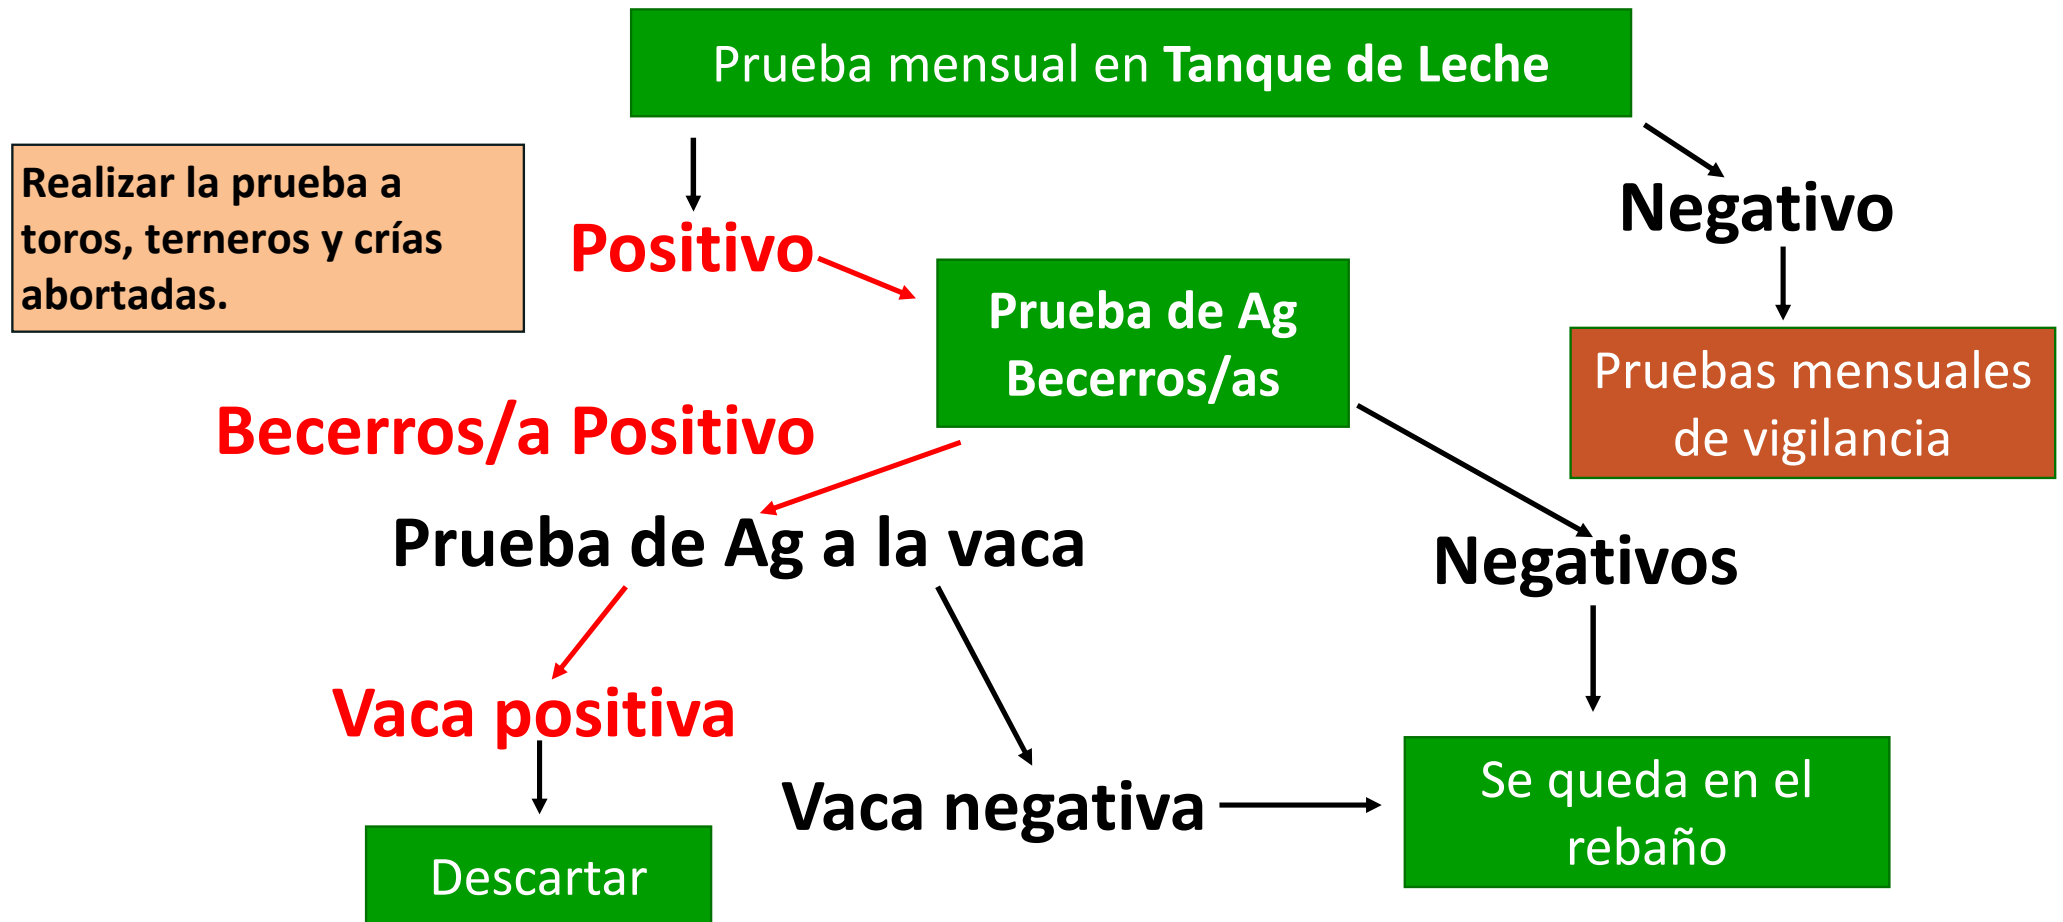 Prueba mensual en Tanque de Leche
Realizar la prueba a
toros, terneros y crías
abortadas.
Positivo
Negativo
Prueba de Ag
Becerros/as
Pruebas mensuales
de vigilancia
Becerros/a Positivo
Prueba de Ag a la vaca
Negativos
Vaca positiva
Vaca negativa
Se queda en el
rebaño
Descartar